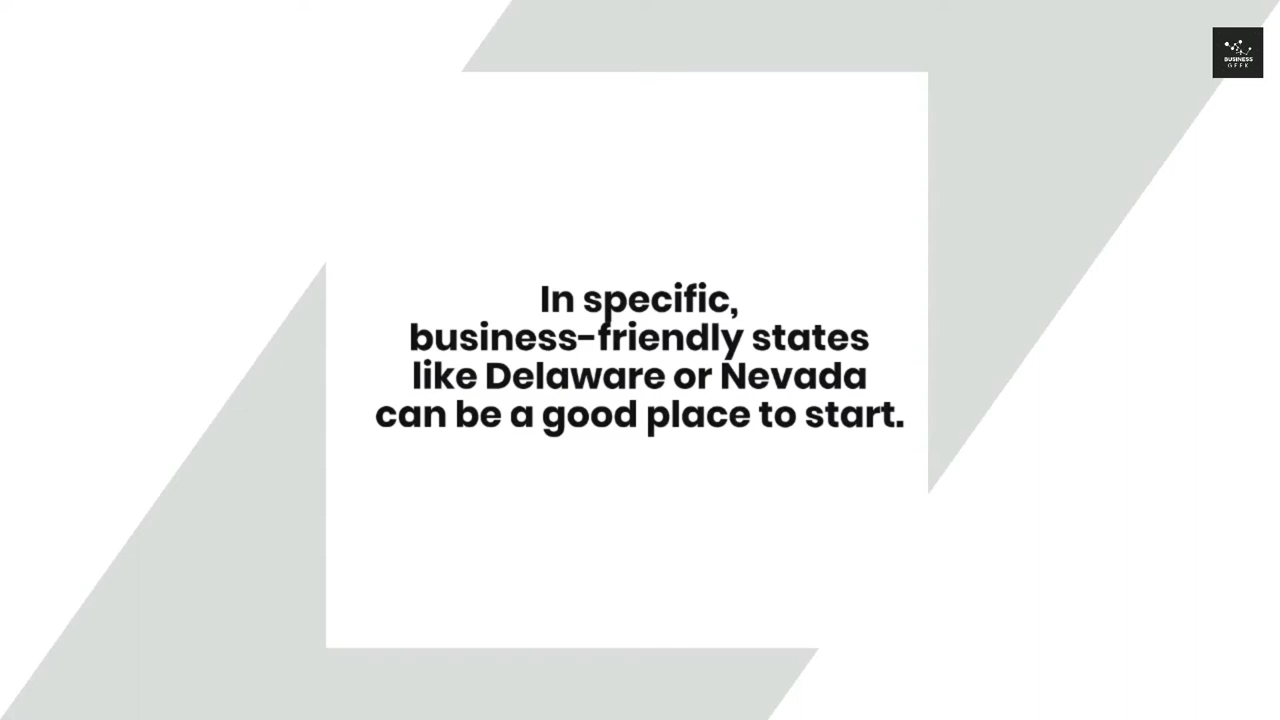 BUSINESS
GEEK
In specific,
business-friendly states
like Delaware or Nevada
can be a good place to start.